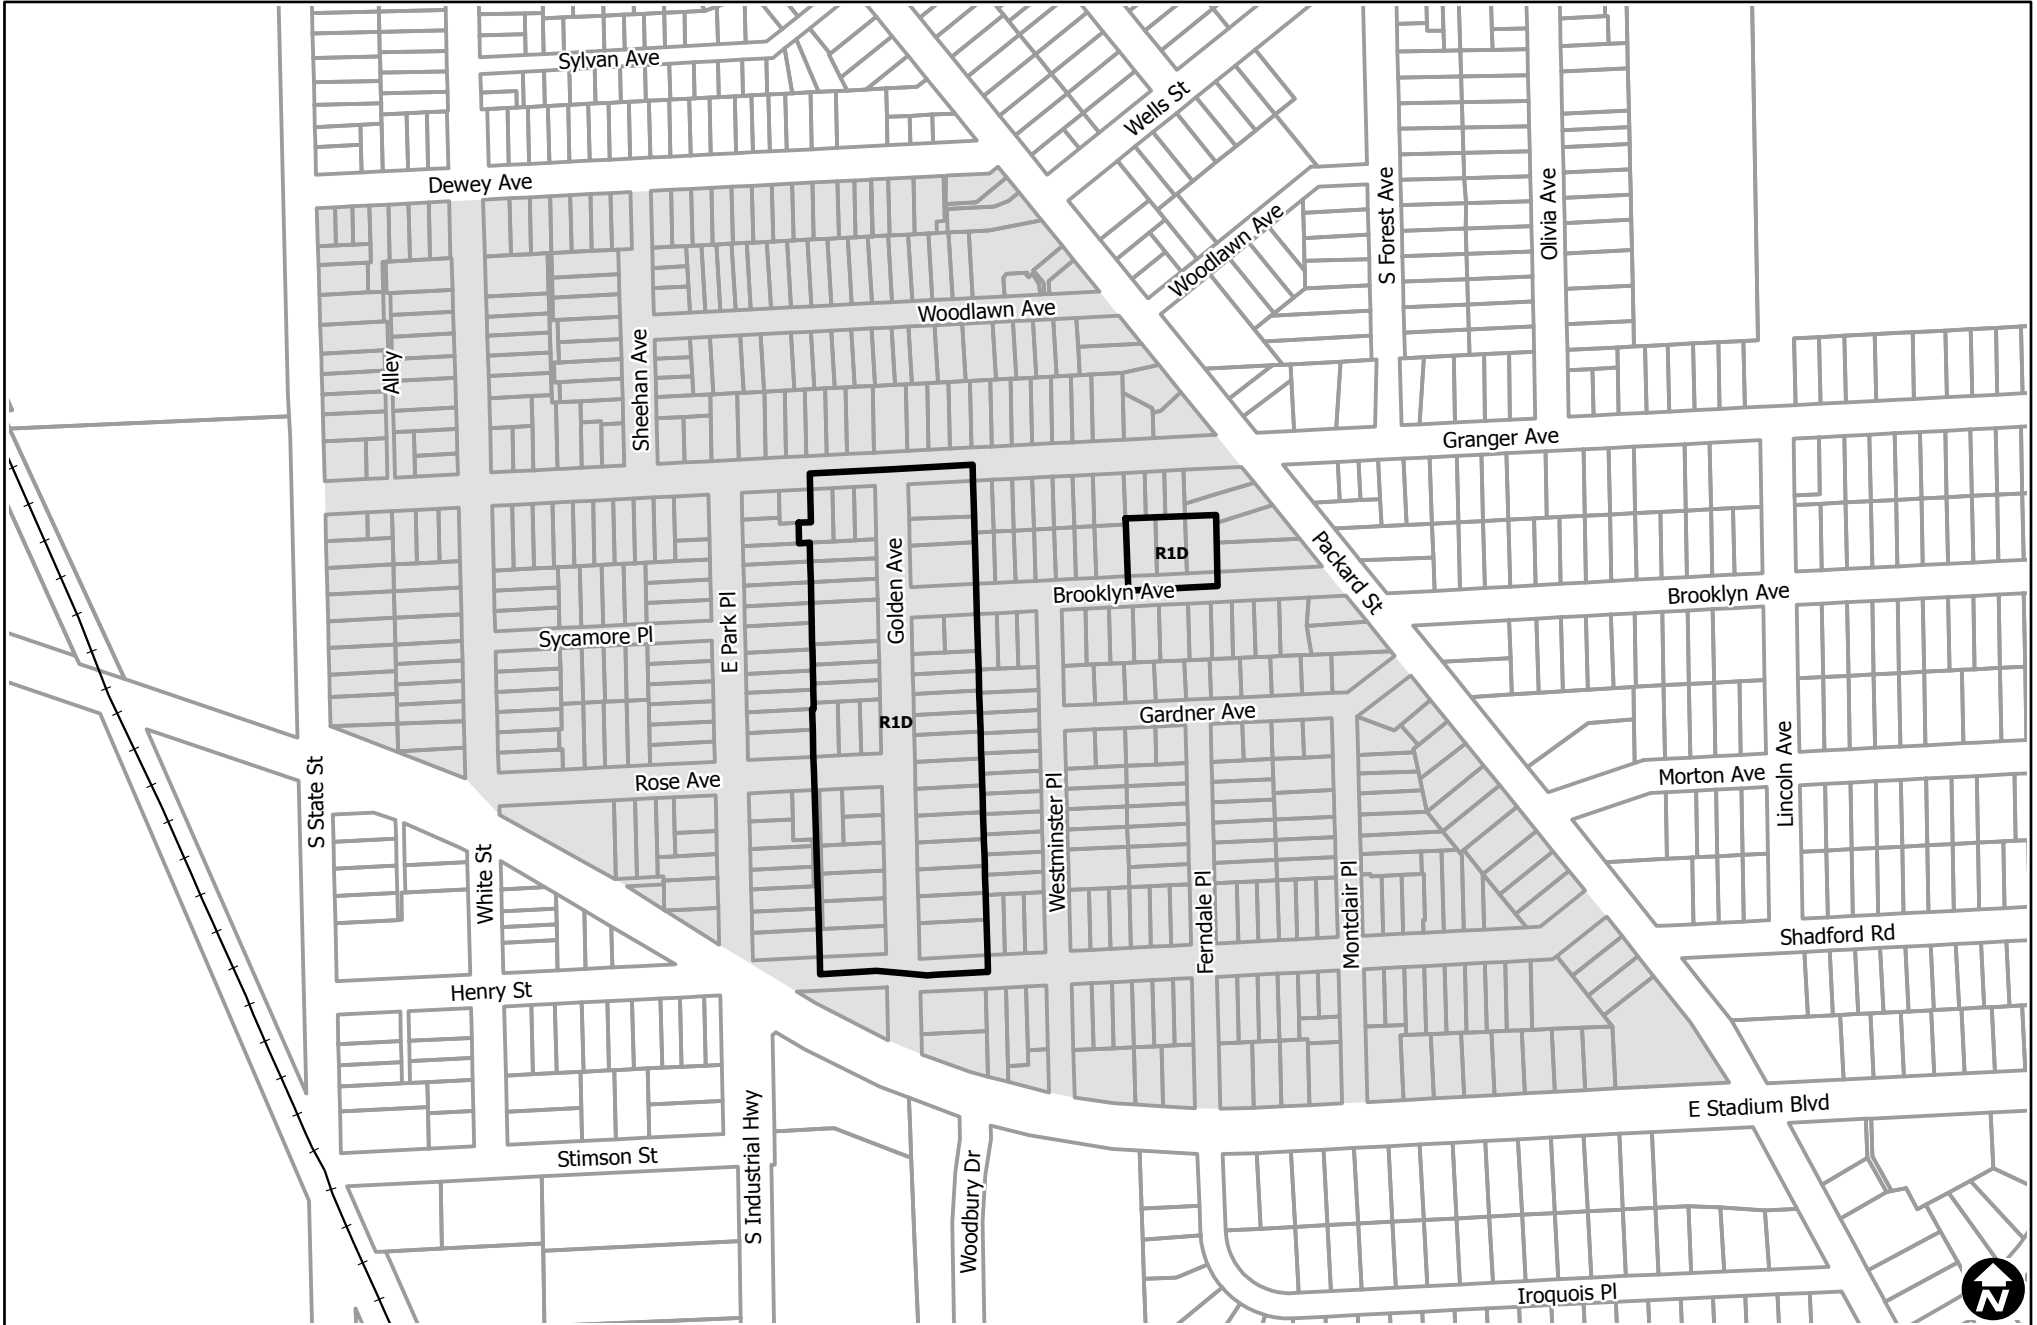 Sylvan Ave
Wells St
Dewey Ave
S Forest Ave
Olivia Ave
Woodlawn Ave
Woodlawn Ave
Alley
Sheehan Ave
Granger Ave
Golden Ave
R1D
Packard St
E Park Pl
Brooklyn Ave
Brooklyn Ave
Sycamore Pl
R1D
Gardner Ave
Rose Ave
Morton Ave
Lincoln Ave
S State St
White St
Westminster Pl
Ferndale Pl
Montclair Pl
Shadford Rd
Henry St
E Stadium Blvd
Stimson St
S Industrial Hwy
Woodbury Dr
Iroquois Pl
N